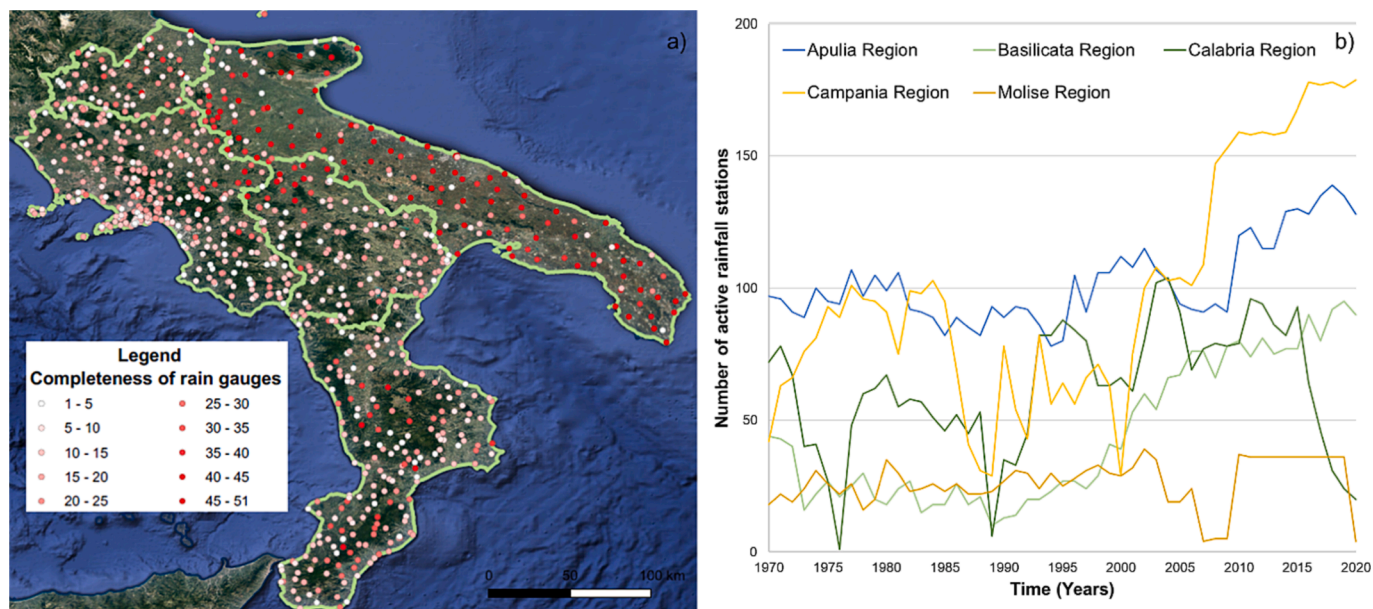 a)
Legend
Completeness of rain gauges
1 - 5
25 - 30
5 - 10
30 - 35
10 - 15
35 - 40
15 - 20
40 - 45
20 - 25
45 - 51
0 50 100 km
b)
Apulia Region
Basilicata Region
Calabria Region
Campania Region
Molise Region
Number of active rainfall stations
200
150
100
50
0
1970 1975 1980 1985 1990 1995 2000 2005 2010 2015 2020
Time (Years)